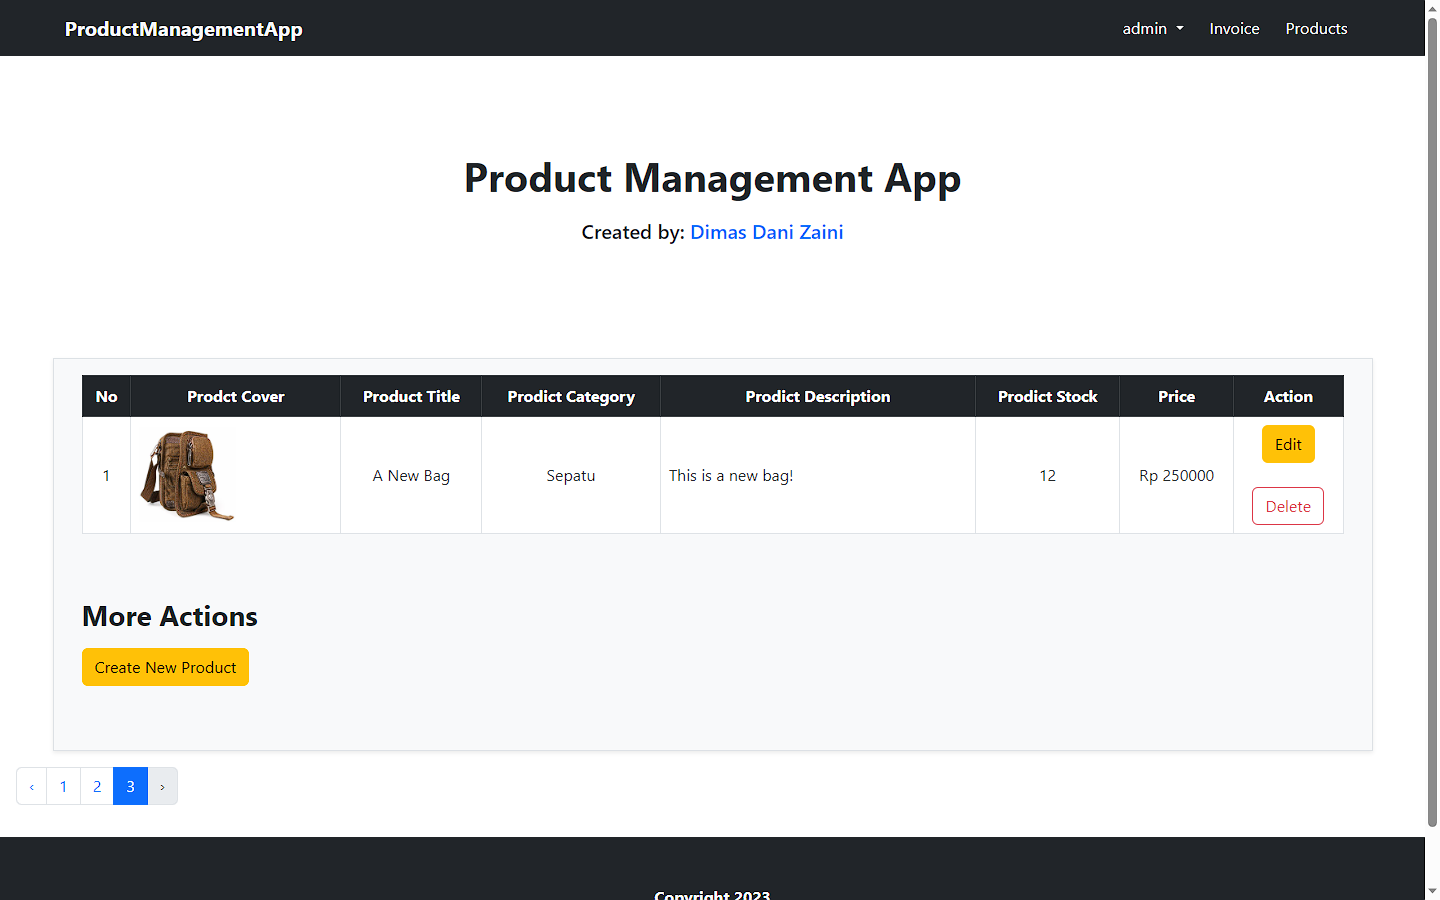 ProductManagementApp
admin Invoice Products
Product Management App
Created by: Dimas Dani Zaini
No Prodct Cover Product Title Prodict Category Prodict Description Prodict Stock Price Action
1 A New Bag Sepatu This is a new bag! 12 Rp 250000 Edit
Delete
More Actions
Create New Product
‹ 1 2 3 ›
Copyright 2023